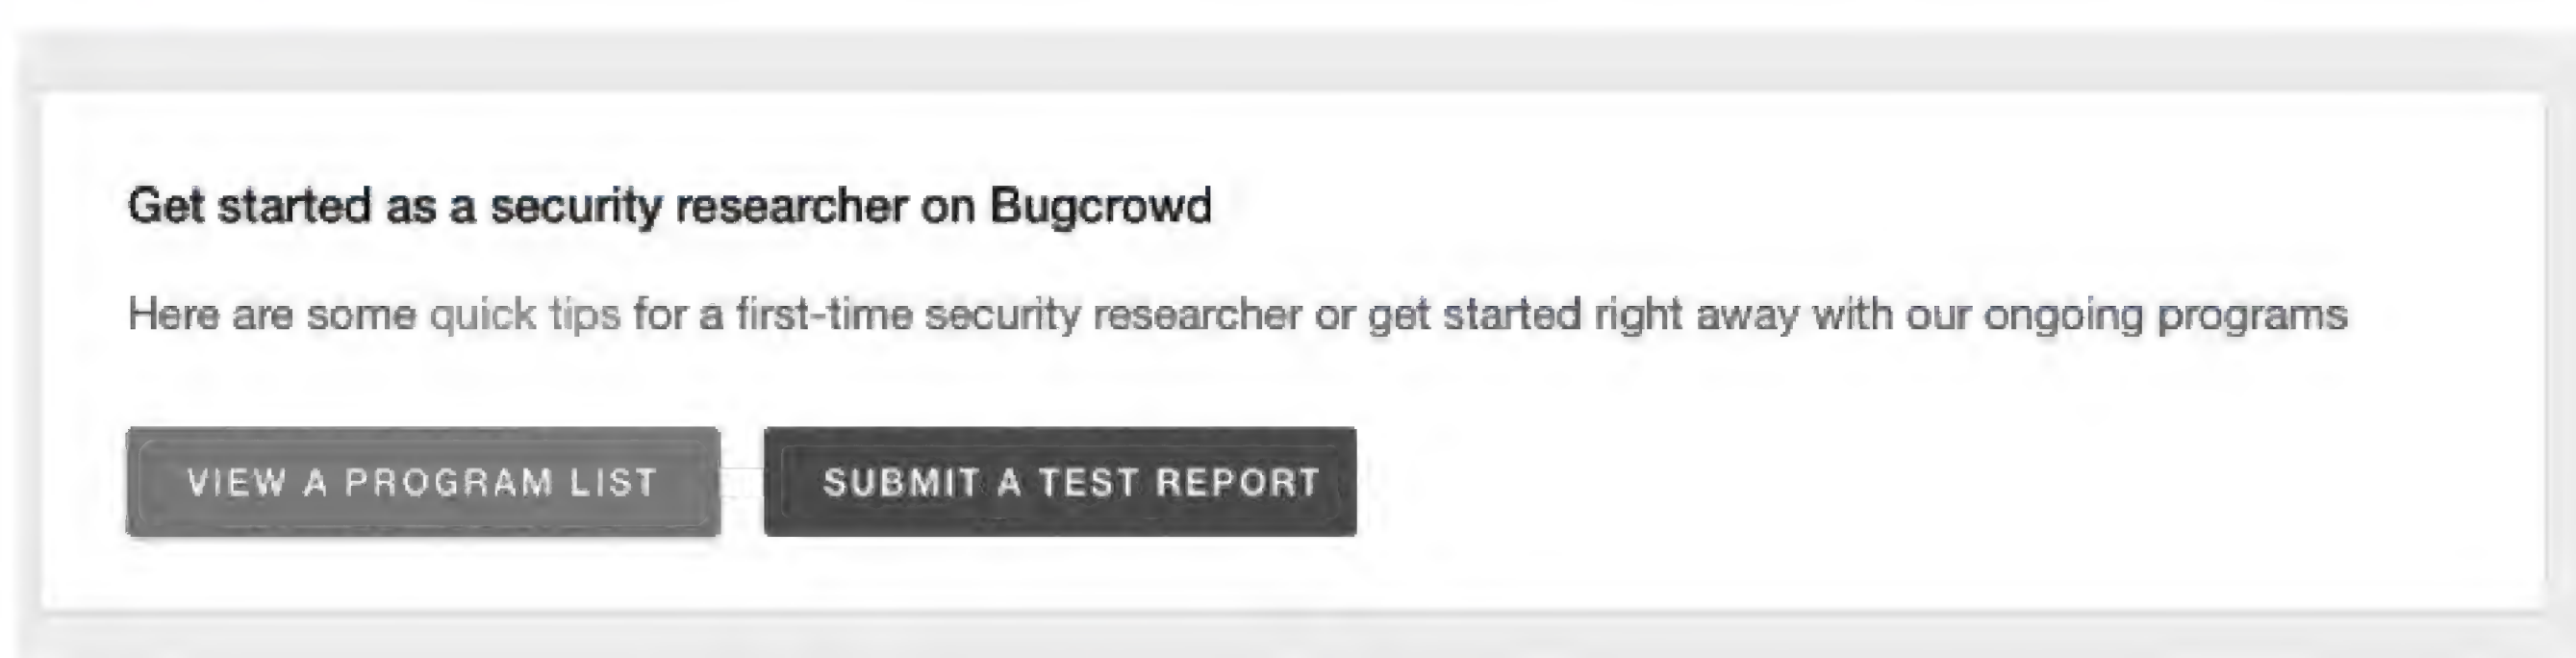 Get started as a security researcher on Bugcrowd
Here are some quick tips for a first-time security researcher or get started right away with our ongoing programs
VIEW A PROGRAM LIST
SUBMIT A TEST REPORT